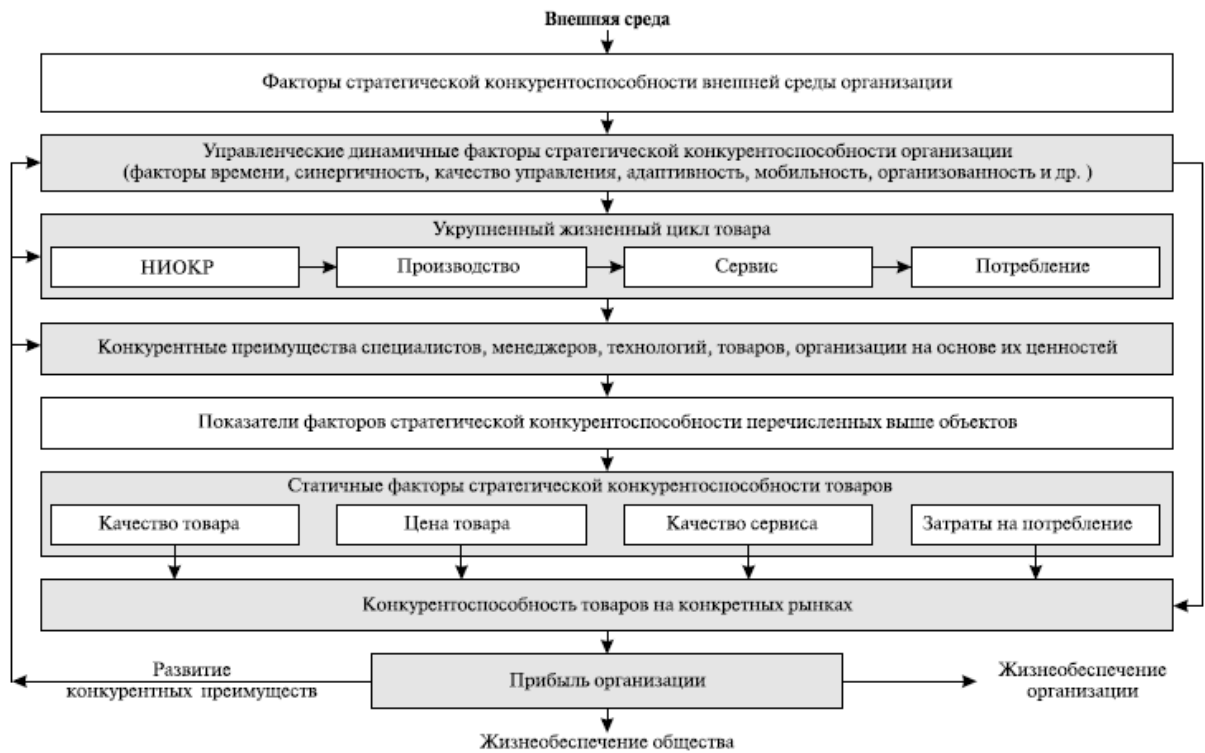 Внешняя среда
Факторы стратегической конкурентоспособности внешней среды организации
Управленческие динамичные факторы стратегической конкурентоспособности организации
(факторы времени, синергичность, качество управления, адаптивность, мобильность, организованность и др. )
Укрупненный жизненный цикл товара
НИОКР
Производство
Сервис
Потребление
Конкурентные преимущества специалистов, менеджеров, технологий, товаров, организации на основе их ценностей
Показатели факторов стратегической конкурентоспособности перечисленных выше объектов
Статичные факторы стратегической конкурентоспособности товаров
Качество товара
Цена товара
Качество сервиса
Затраты на потребление
Конкурентоспособность товаров на конкретных рынках
Развитие
конкурентных преимуществ
Прибыль организации
Жизнеобеспечение
организации
Жизнеобеспечение общества